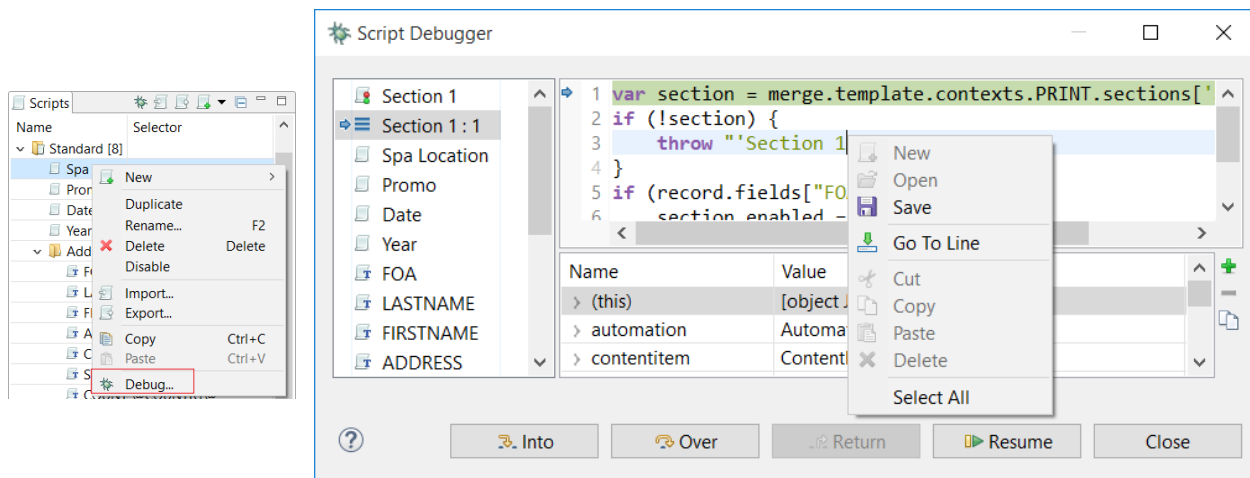 Scripts
Name Selector
Standard [8]
Spa
Pror
Date
Year
Add
New
Duplicate
Rename... F2
Delete Delete
Disable
Import...
Export...
Copy Ctrl+C
Paste Ctrl+V
Debug...
Script Debugger
Section 1
Section 1 : 1
Spa Location
Promo
Date
Year
FOA
LASTNAME
FIRSTNAME
ADDRESS
1 var section = merge.template.contexts.PRINT.sections['
2 if (!section) {
3 throw "'Section 1
4 }
5 if (record.fields["FO
6 section enabled =
New
Open
Save
Go To Line
Cut
Copy
Paste
Delete
Select All
Name Value
(this) [object
automation Automa
contentitem Content
Into Over Return Resume Close